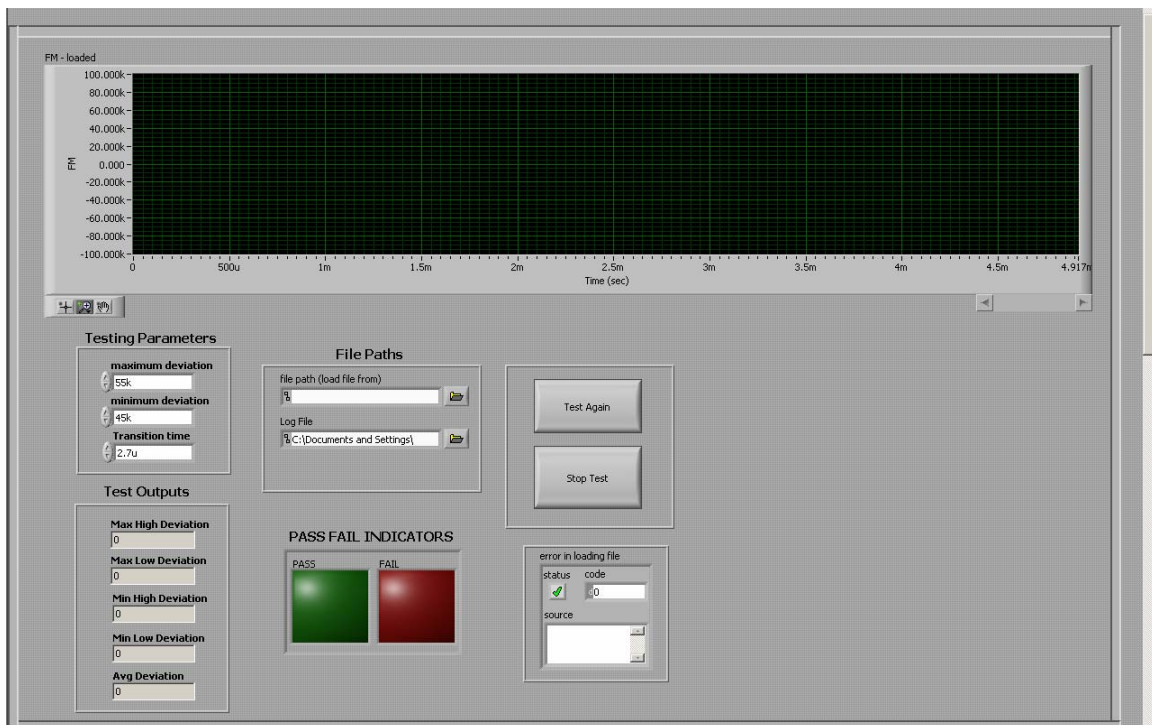 FM - loaded
100.000k
80.000k
60.000k
40.000k
20.000k
0.000
-20.000k
-40.000k
-60.000k
-80.000k
-100.000k
FM
0 500u 1m 1.5m 2m 2.5m 3m 3.5m 4m 4.5m 4.917m
Time (sec)
Testing Parameters
maximum deviation
55k
minimum deviation
45k
Transition time
2.7u
File Paths
file path (load file from)
Log File
C:\Documents and Settings\
Test Again
Stop Test
Test Outputs
Max High Deviation
0
Max Low Deviation
0
Min High Deviation
0
Min Low Deviation
0
Avg Deviation
0
PASS FAIL INDICATORS
PASS FAIL
error in loading file
status code
0
source